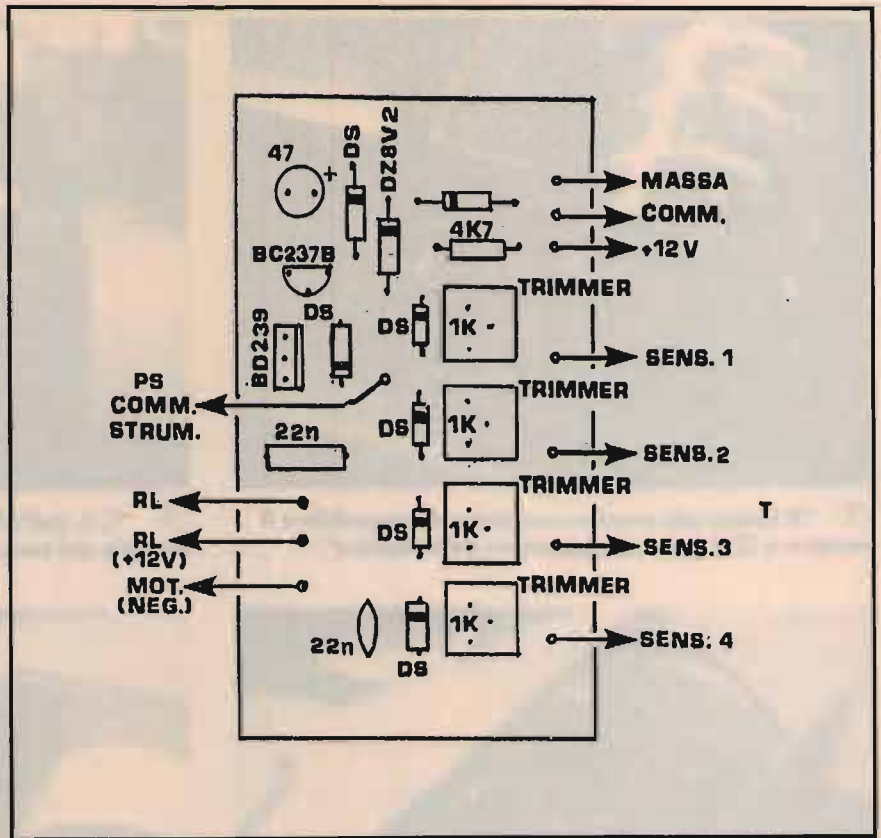 47
+
DS
DZ8V2
MASSA
COMM.
4K7
+12V
BC237B
TRIMMER
DS
BD239
DS
1K
SENS. 1
PS
COMM.
STRUM.
TRIMMER
22n
DS
1K
SENS. 2
RL
TRIMMER
T
RL
(+12V)
DS
1K
SENS. 3
MOT.
(NEG.)
TRIMMER
22n
DS
1K
SENS. 4